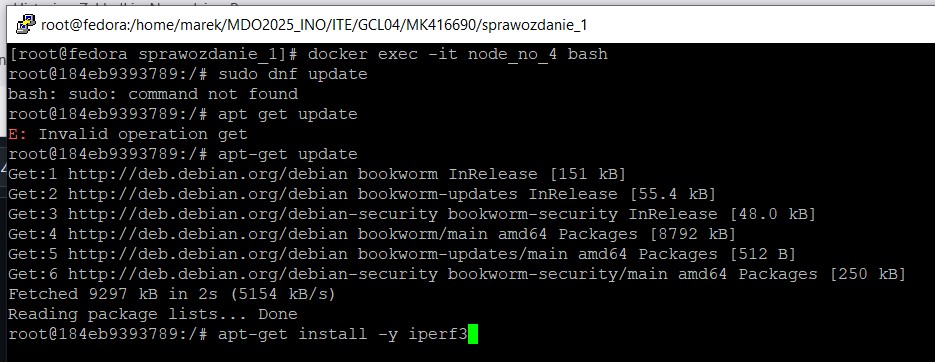 root@fedora:/home/marek/MDO2025_INO/ITE/GCL04/MK416690/sprawozdanie_1
[root@fedora sprawozdanie_1]# docker exec -it node_no_4 bash
root@184eb9393789:/# sudo dnf update
bash: sudo: command not found
root@184eb9393789:/# apt get update
E: Invalid operation get
root@184eb9393789:/# apt-get update
Get:1 http://deb.debian.org/debian bookworm InRelease [151 kB]
Get:2 http://deb.debian.org/debian bookworm-updates InRelease [55.4 kB]
Get:3 http://deb.debian.org/debian-security bookworm-security InRelease [48.0 kB]
Get:4 http://deb.debian.org/debian bookworm/main amd64 Packages [8792 kB]
Get:5 http://deb.debian.org/debian bookworm-updates/main amd64 Packages [512 B]
Get:6 http://deb.debian.org/debian-security bookworm-security/main amd64 Packages [250 kB]
Fetched 9297 kB in 2s (5154 kB/s)
Reading package lists... Done
root@184eb9393789:/# apt-get install -y iperf3